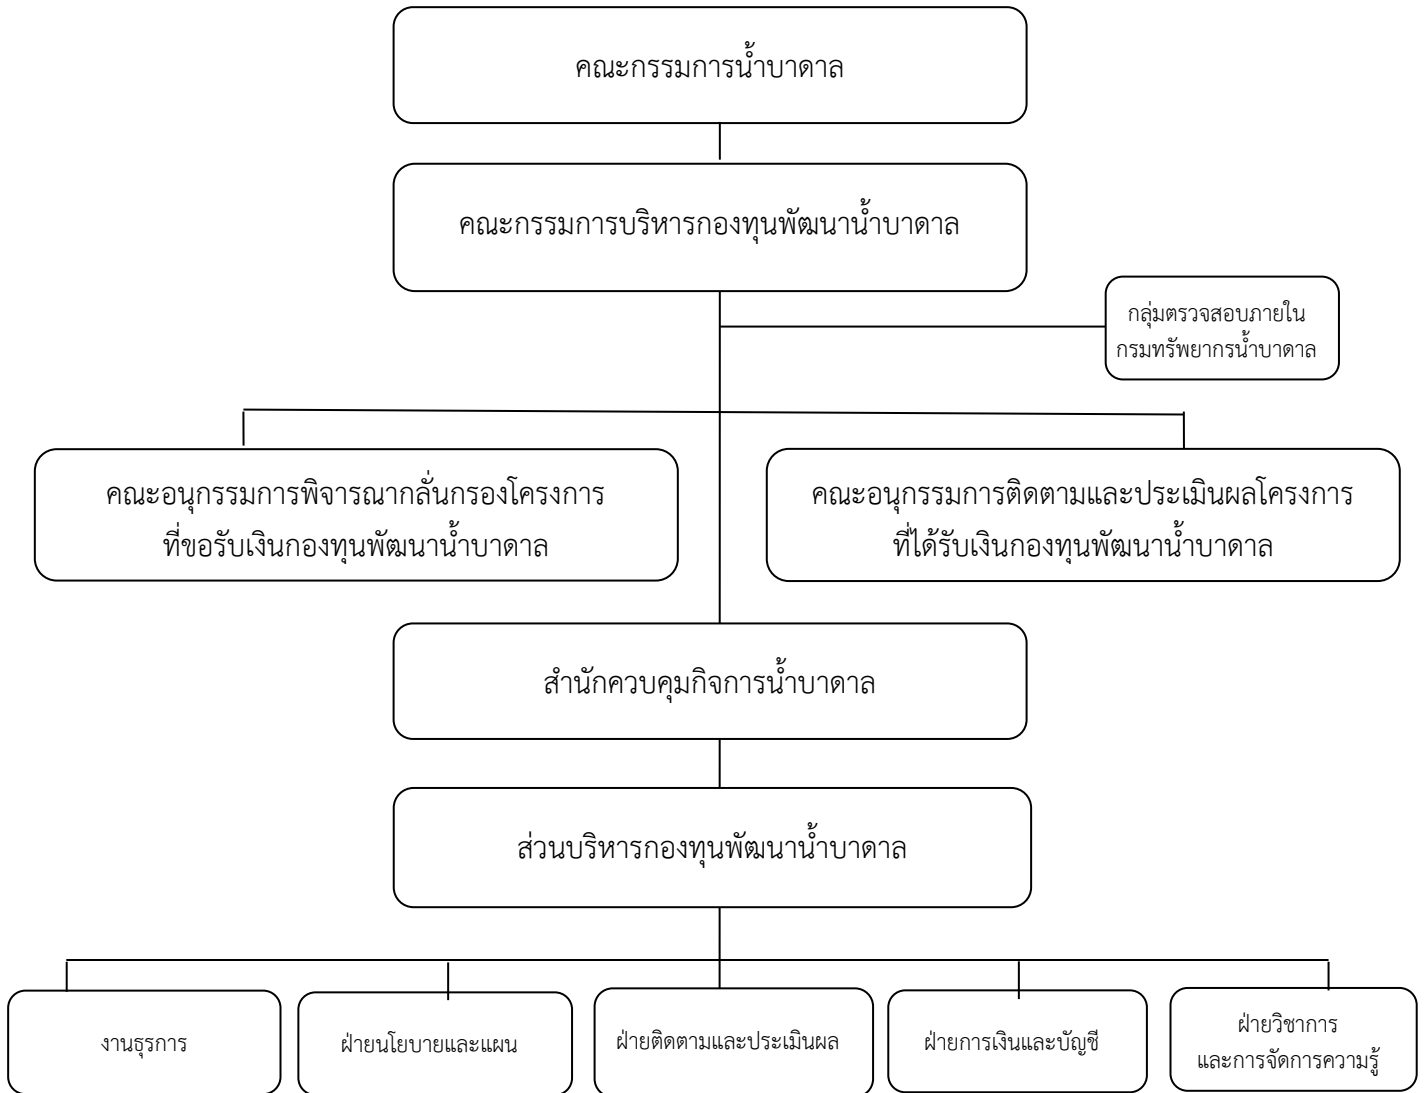 คณะกรรมการน้ำบาดาล
คณะกรรมการบริหารกองทุนพัฒนาน้ำบาดาล
กลุ่มตรวจสอบภายใน
กรมทรัพยากรน้ำบาดาล
คณะอนุกรรมการพิจารณากลั่นกรองโครงการ
ที่ขอรับเงินกองทุนพัฒนาน้ำบาดาล
คณะอนุกรรมการติดตามและประเมินผลโครงการ
ที่ได้รับเงินกองทุนพัฒนาน้ำบาดาล
สำนักควบคุมกิจการน้ำบาดาล
ส่วนบริหารกองทุนพัฒนาน้ำบาดาล
งานธุรการ
ฝ่ายนโยบายและแผน
ฝ่ายติดตามและประเมินผล
ฝ่ายการเงินและบัญชี
ฝ่ายวิชาการ
และการจัดการความรู้